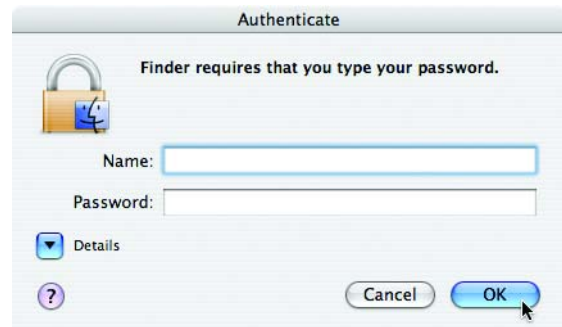 Authenticate
Finder requires that you type your password.
Name:
Password:
Details
?
Cancel OK